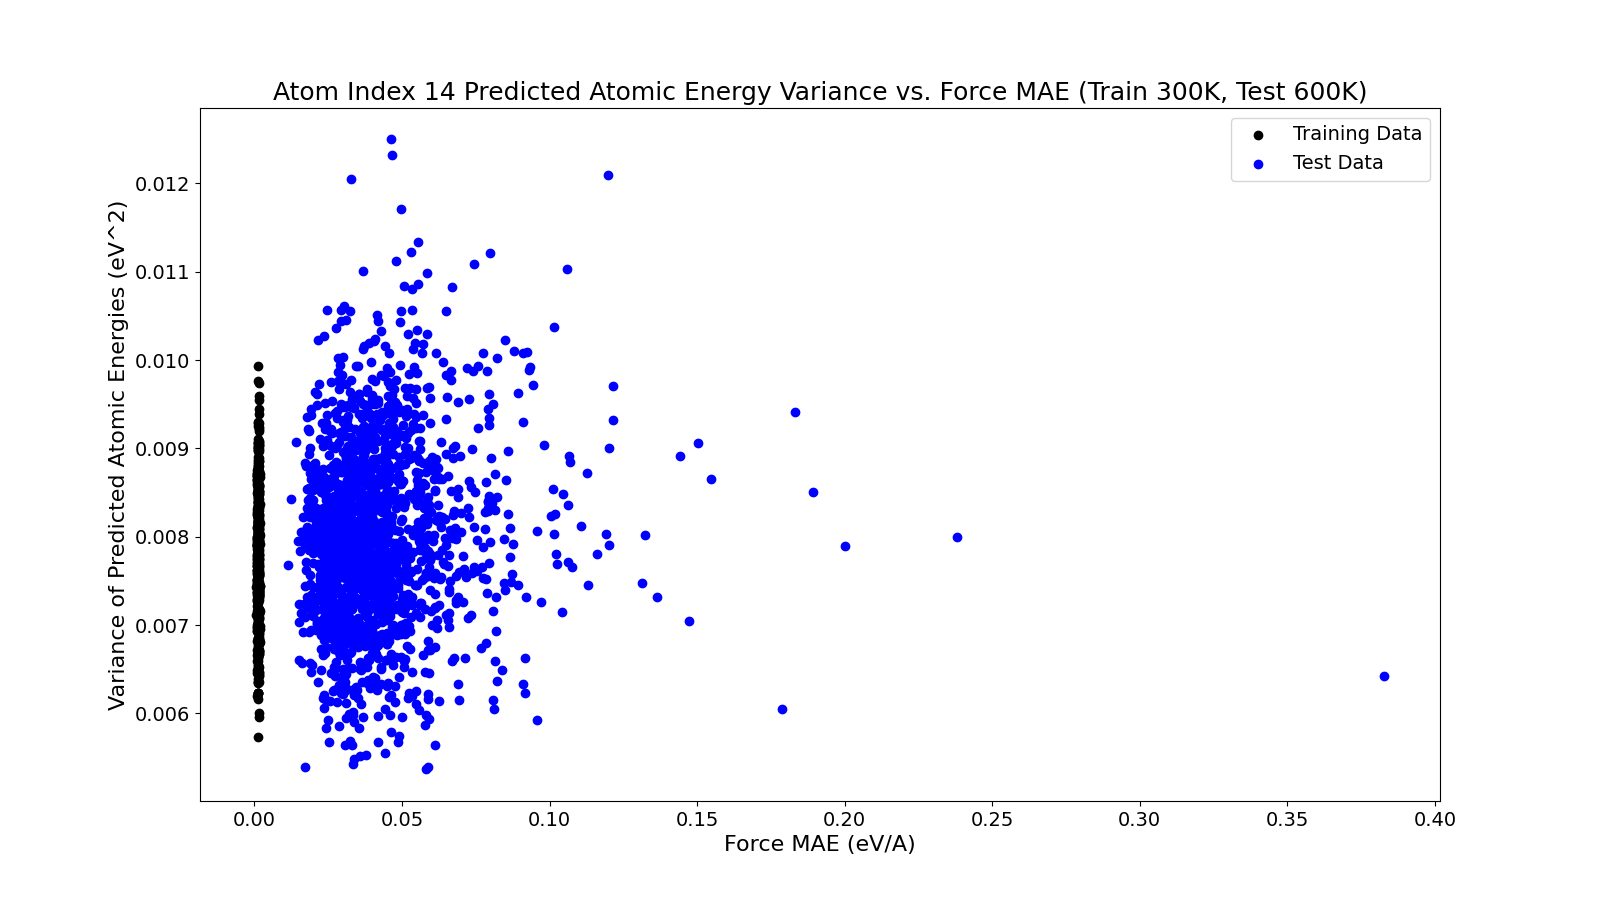 Atom Index 14 Predicted Atomic Energy Variance vs. Force MAE (Train 300K, Test 600K)
Training Data
Test Data
Variance of Predicted Atomic Energies (eV^2)
0.012
0.011
0.010
0.009
0.008
0.007
0.006
0.00 0.05 0.10 0.15 0.20 0.25 0.30 0.35 0.40
Force MAE (eV/A)